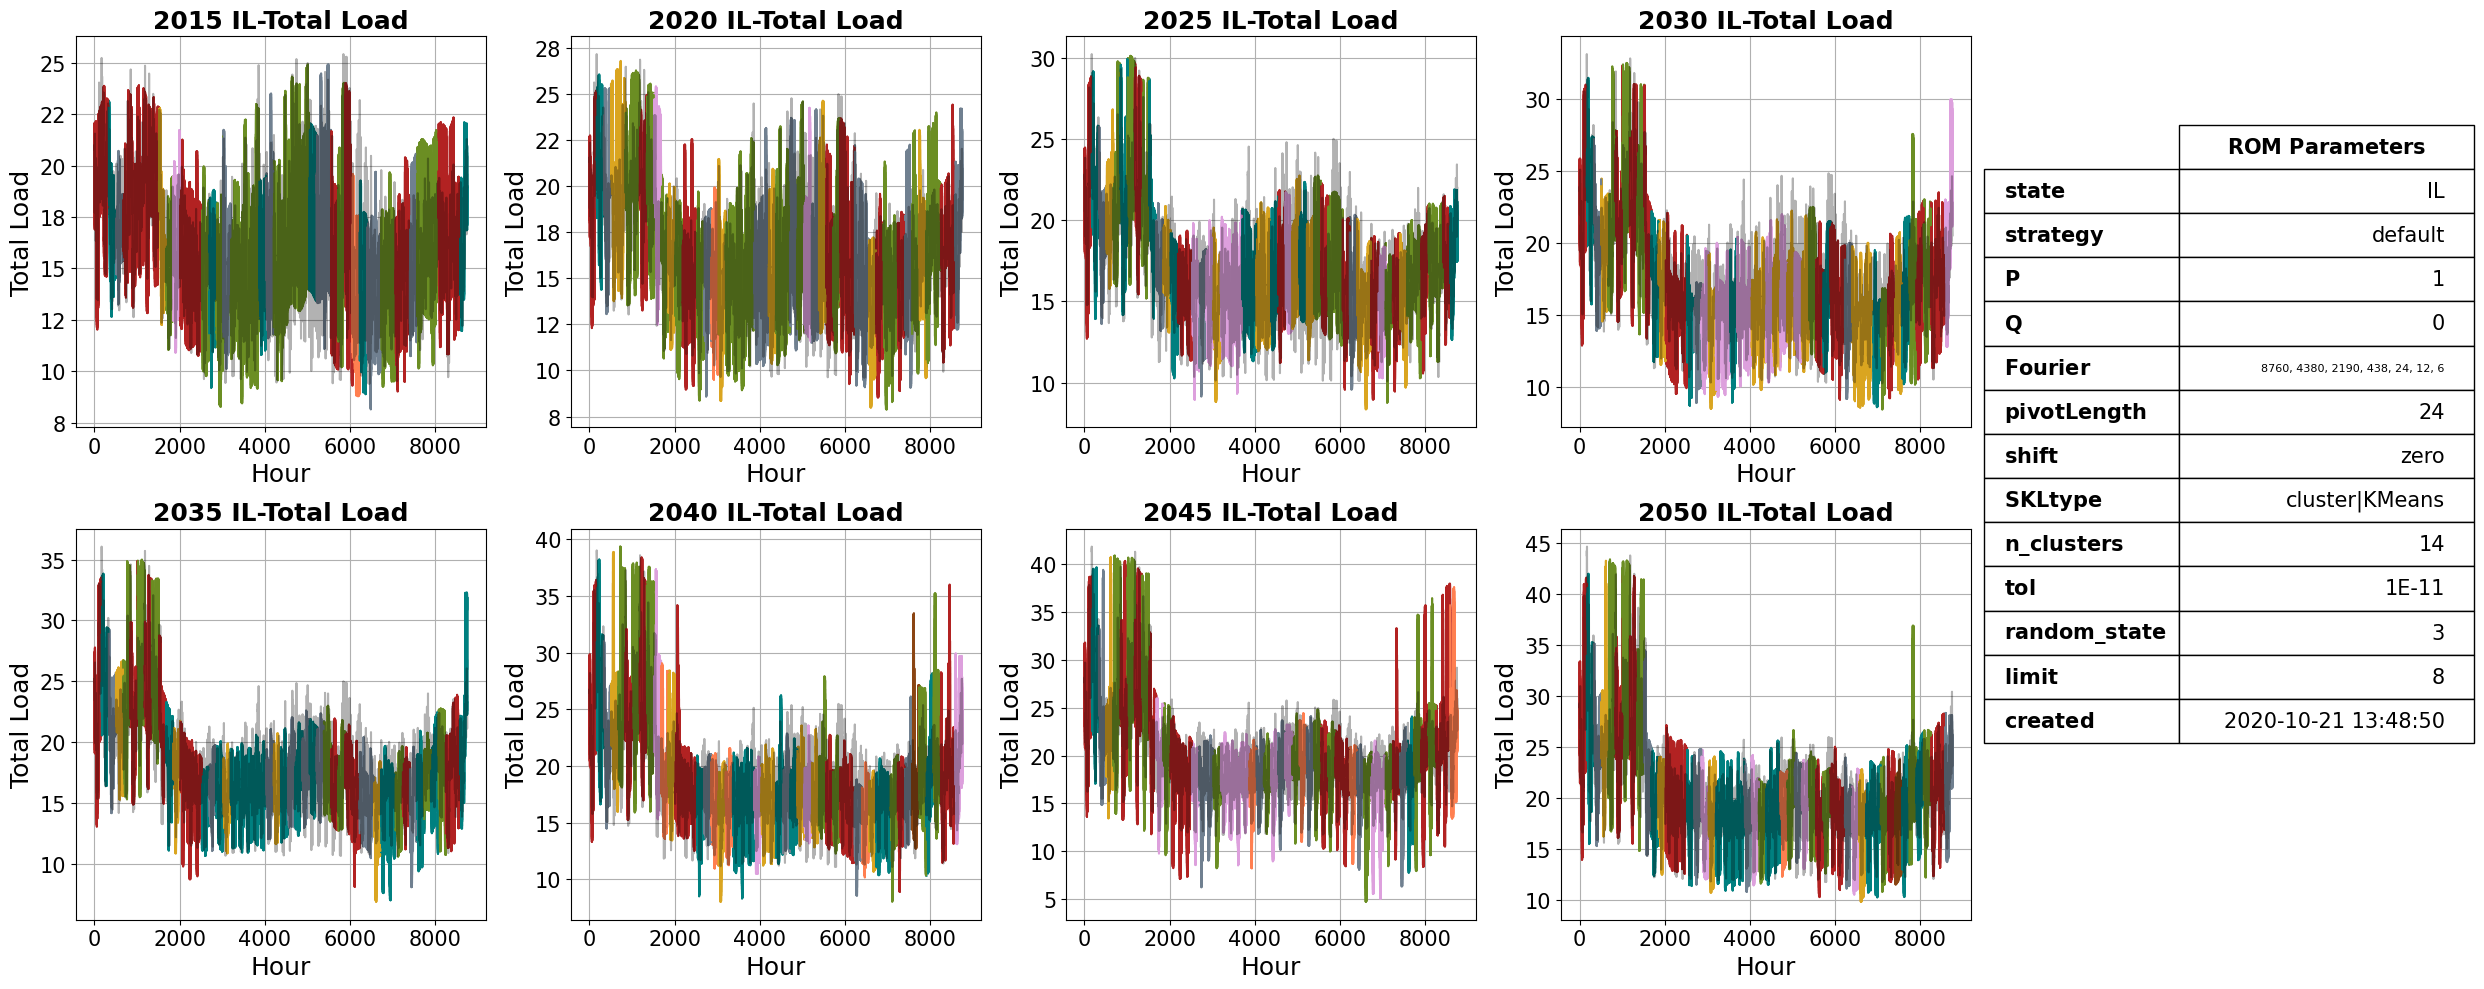 2015 IL-Total Load
Total Load
25
22
20
18
15
12
10
8
0 2000 4000 6000 8000
Hour
2020 IL-Total Load
Total Load
28
25
22
20
18
15
12
10
8
0 2000 4000 6000 8000
Hour
2025 IL-Total Load
Total Load
30
25
20
15
10
0 2000 4000 6000 8000
Hour
2030 IL-Total Load
Total Load
30
25
20
15
10
0 2000 4000 6000 8000
Hour
2035 IL-Total Load
Total Load
35
30
25
20
15
10
0 2000 4000 6000 8000
Hour
2040 IL-Total Load
Total Load
40
35
30
25
20
15
10
0 2000 4000 6000 8000
Hour
2045 IL-Total Load
Total Load
40
35
30
25
20
15
10
5
0 2000 4000 6000 8000
Hour
2050 IL-Total Load
Total Load
45
40
35
30
25
20
15
10
0 2000 4000 6000 8000
Hour
ROM Parameters
state IL
strategy default
P 1
Q 0
Fourier 8760, 4380, 2190, 438, 24, 12, 6
pivotLength 24
shift zero
SKLtype cluster|KMeans
n_clusters 14
tol 1E-11
random_state 3
limit 8
created 2020-10-21 13:48:50